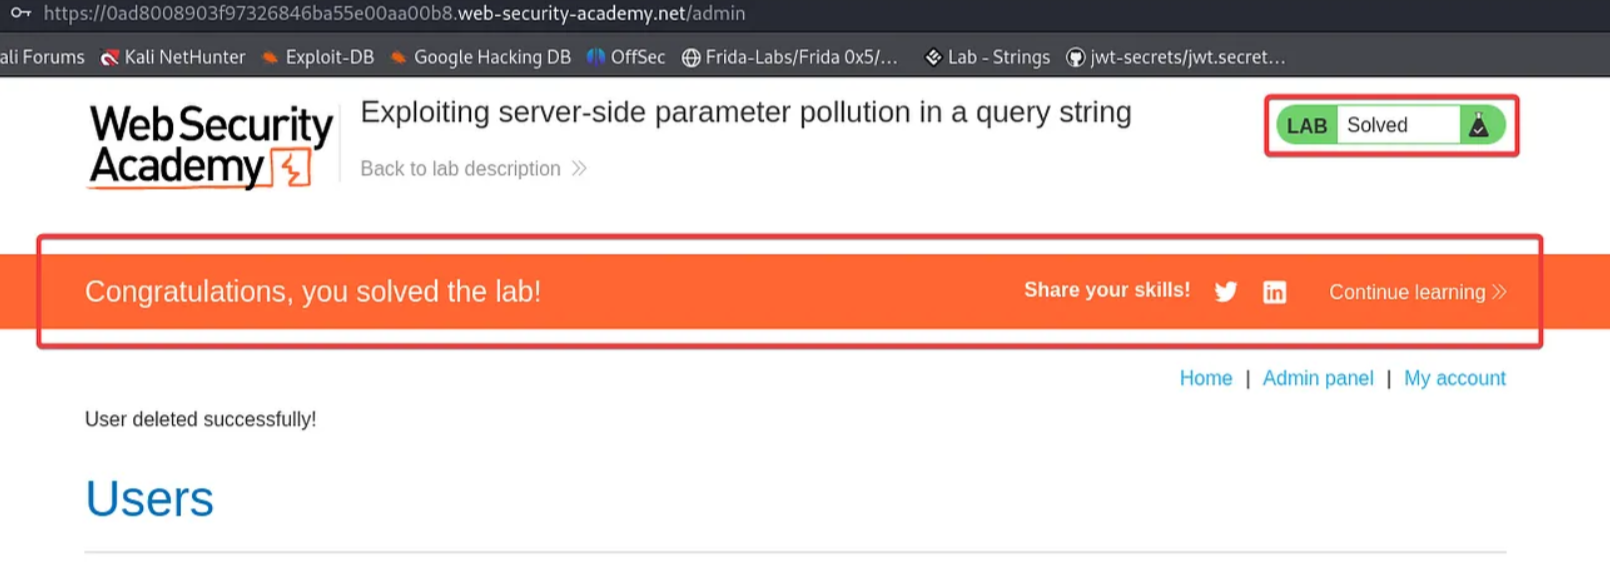 https://0ad8008903f97326846ba55e00aa00b8.web-security-academy.net/admin
ali Forums Kali NetHunter Exploit-DB Google Hacking DB OffSec Frida-Labs/Frida 0x5/... Lab - Strings jwt-secrets/jwt.secret...
Web Security
Academy
Exploiting server-side parameter pollution in a query string
Back to lab description
LAB Solved
Congratulations, you solved the lab!
Share your skills! Continue learning
Home | Admin panel | My account
User deleted successfully!
Users